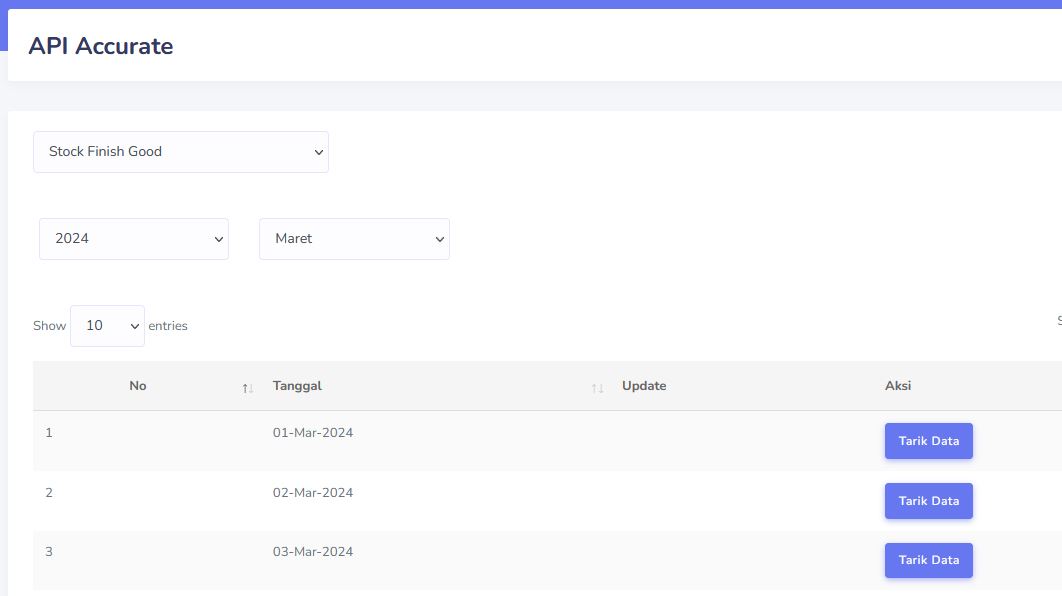 API Accurate
Stock Finish Good
2024 Maret
Show 10 entries
No Tanggal Update Aksi
1 01-Mar-2024 Tarik Data
2 02-Mar-2024 Tarik Data
3 03-Mar-2024 Tarik Data